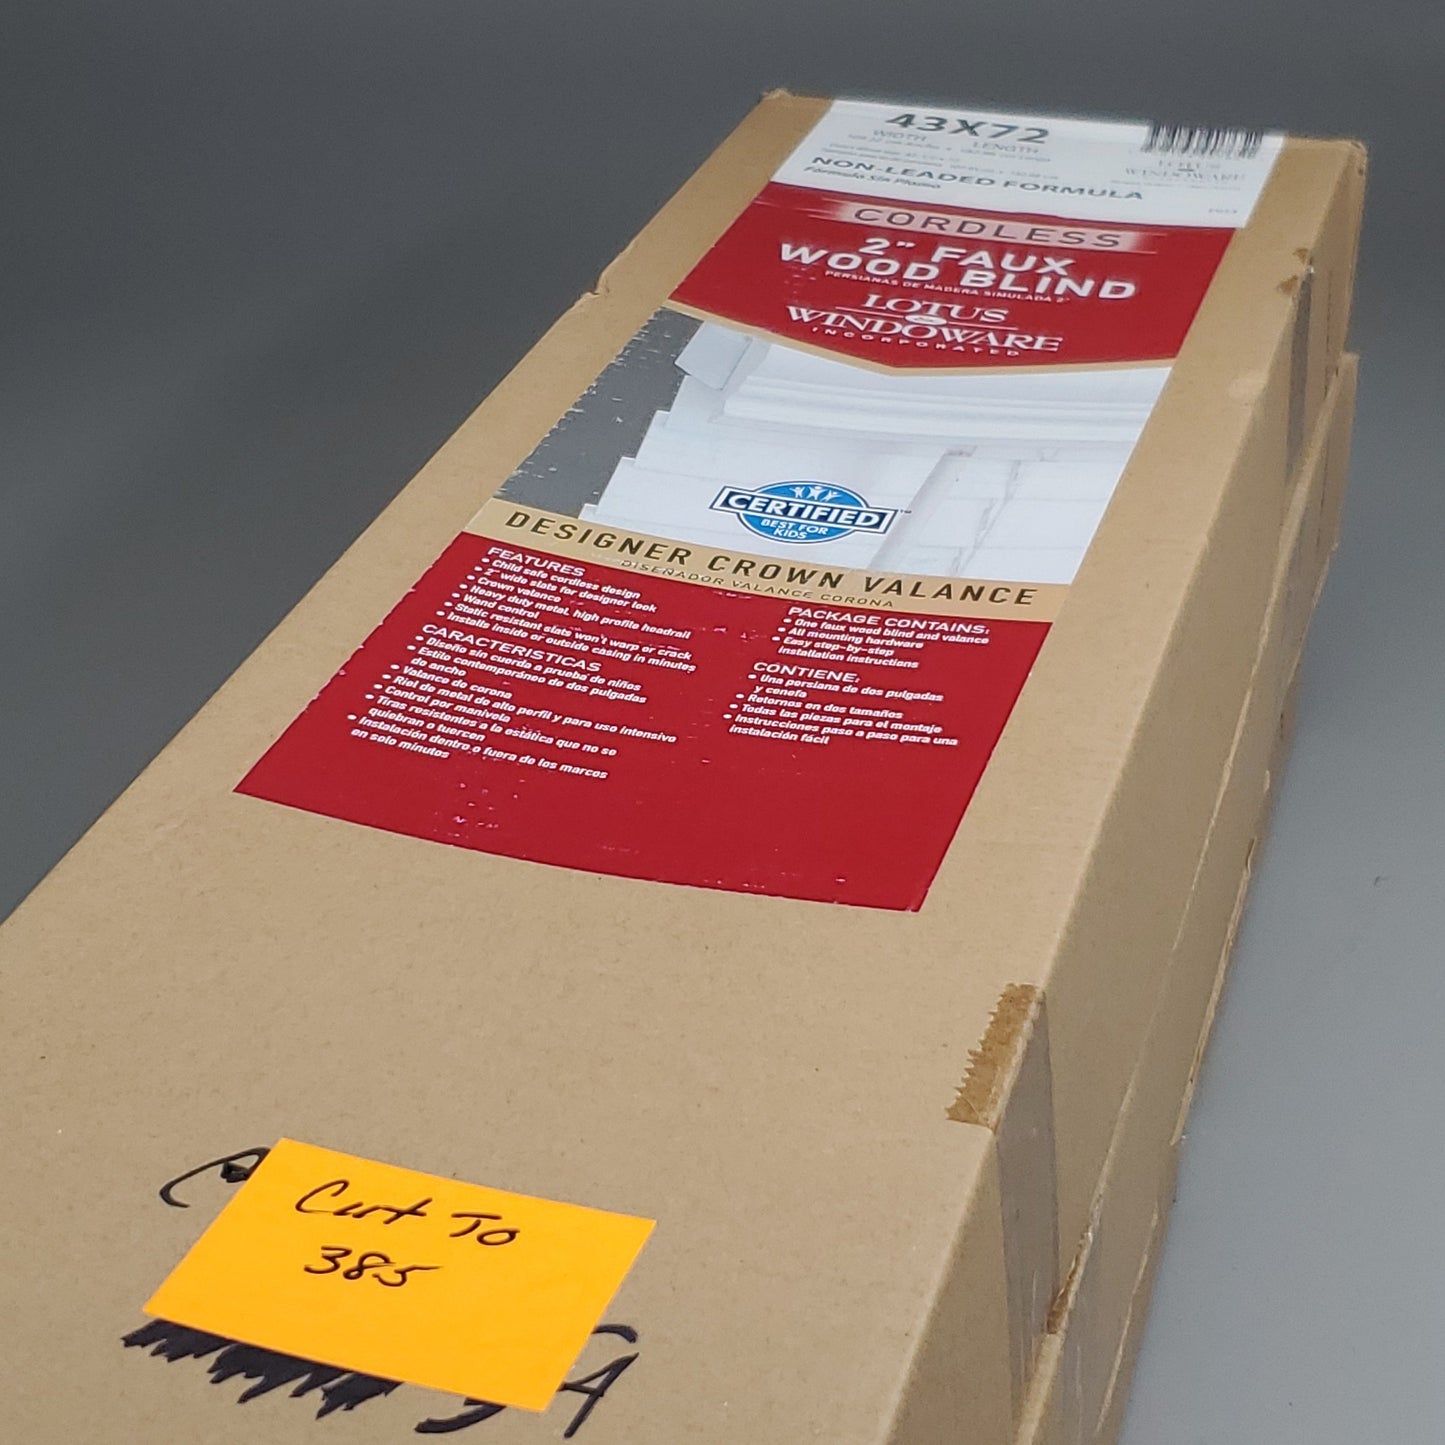 43X72
WIDTH LENGTH
NON-LEADED FORMULA
Fórmula Sin Plomo
LOTUS
WINDOWARE
CORDLESS
2" FAUX
WOOD BLIND
PERSIANAS DE MADERA SIMULADA 2"
LOTUS
WINDOWARE
INCORPORATED
CERTIFIED™
BEST FOR
KIDS
DESIGNER CROWN VALANCE
DISEÑADOR VALANCE CORONA
FEATURES
• Child safe cordless design
• 2" wide slats for designer look
• Crown valance
• Heavy duty metal, high profile headrail
• Wand control
• Static resistant slats won't warp or crack
• Installs inside or outside casing in minutes
CARACTERISTICAS
• Diseño sin cuerda a prueba de niños
• Estilo contemporáneo de dos pulgadas
de ancho
• Valance de corona
• Riel de metal de alto perfil y para uso intensivo
• Control por manivela
• Tiras resistentes a la estática que no se
quiebran o tuercen
• Instalación dentro o fuera de los marcos
en solo minutos
PACKAGE CONTAINS:
• One faux wood blind and valance
• All mounting hardware
• Easy step-by-step
installation instructions
CONTIENE:
• Una persiana de dos pulgadas
y cenefa
• Retornos en dos tamaños
• Todas las piezas para el montaje
• Instrucciones paso a paso para una
instalación fácil
Cut To
385